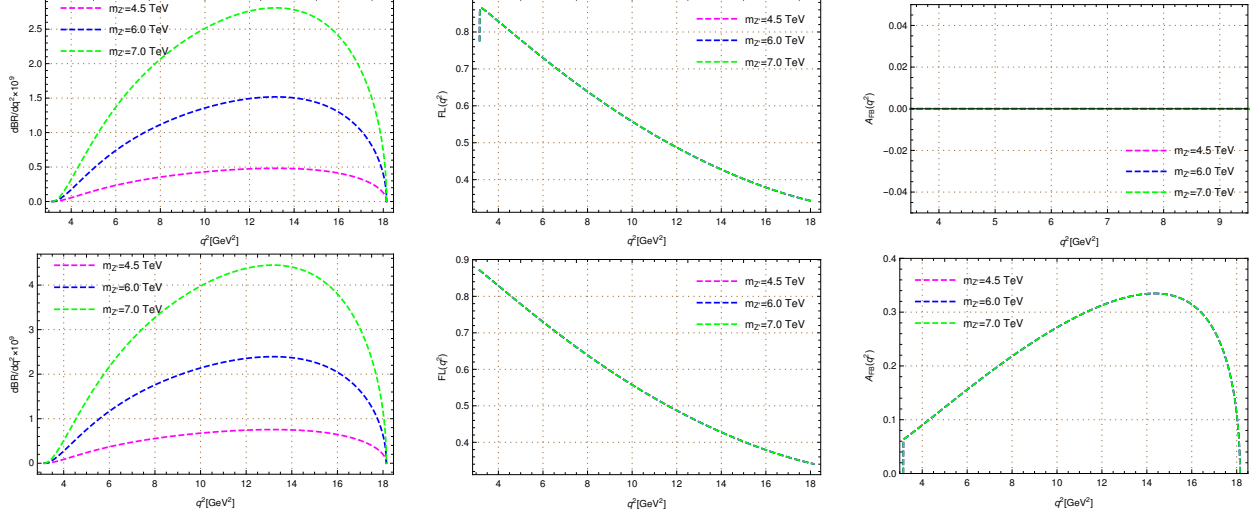 m_Z'=4.5 TeV
m_Z'=6.0 TeV
m_Z'=7.0 TeV
dBR/dq²×10⁹
2.5
2.0
1.5
1.0
0.5
0.0
4 6 8 10 12 14 16 18
q²[GeV²]
m_Z'=4.5 TeV
m_Z'=6.0 TeV
m_Z'=7.0 TeV
FL(q²)
0.8
0.7
0.6
0.5
0.4
4 6 8 10 12 14 16 18
q²[GeV²]
0.04
0.02
0.00
-0.02
-0.04
A_FB(q²)
m_Z'=4.5 TeV
m_Z'=6.0 TeV
m_Z'=7.0 TeV
4 5 6 7 8 9
q²[GeV²]
m_Z'=4.5 TeV
m_Z'=6.0 TeV
m_Z'=7.0 TeV
dBR/dq²×10⁹
4
3
2
1
0
4 6 8 10 12 14 16 18
q²[GeV²]
0.9
0.8
0.7
0.6
0.5
0.4
FL(q²)
m_Z'=4.5 TeV
m_Z'=6.0 TeV
m_Z'=7.0 TeV
4 6 8 10 12 14 16 18
q²[GeV²]
0.4
0.3
0.2
0.1
0.0
A_FB(q²)
m_Z'=4.5 TeV
m_Z'=6.0 TeV
m_Z'=7.0 TeV
4 6 8 10 12 14 16 18
q²[GeV²]